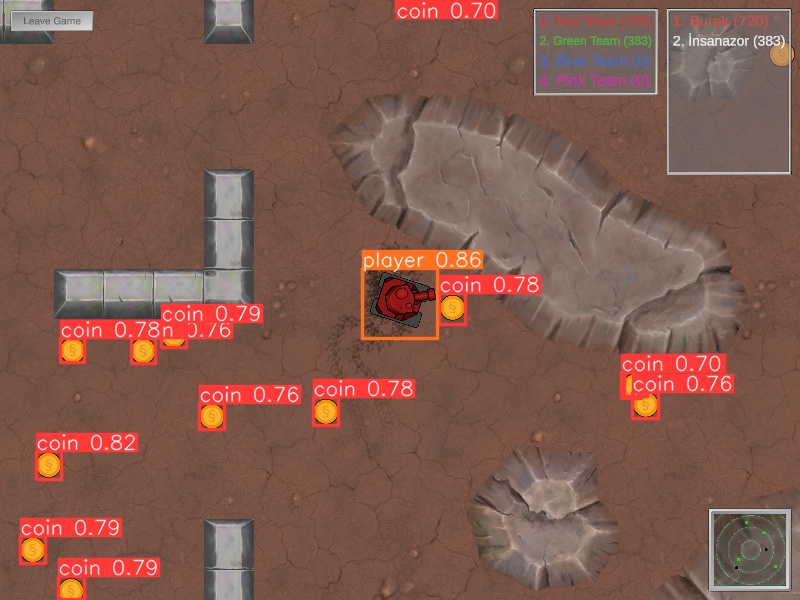 coin 0.70
Leave Game
1. Red Team (720)
2. Green Team (383)
3. Blue Team (0)
4. Pink Team (0)
1. Burak (720)
2. İnsanazor (383)
player 0.86
coin 0.78
coin 0.79
coin 0.78
0.76
coin 0.70
coin 0.76
coin 0.76
coin 0.78
coin 0.82
coin 0.79
coin 0.79